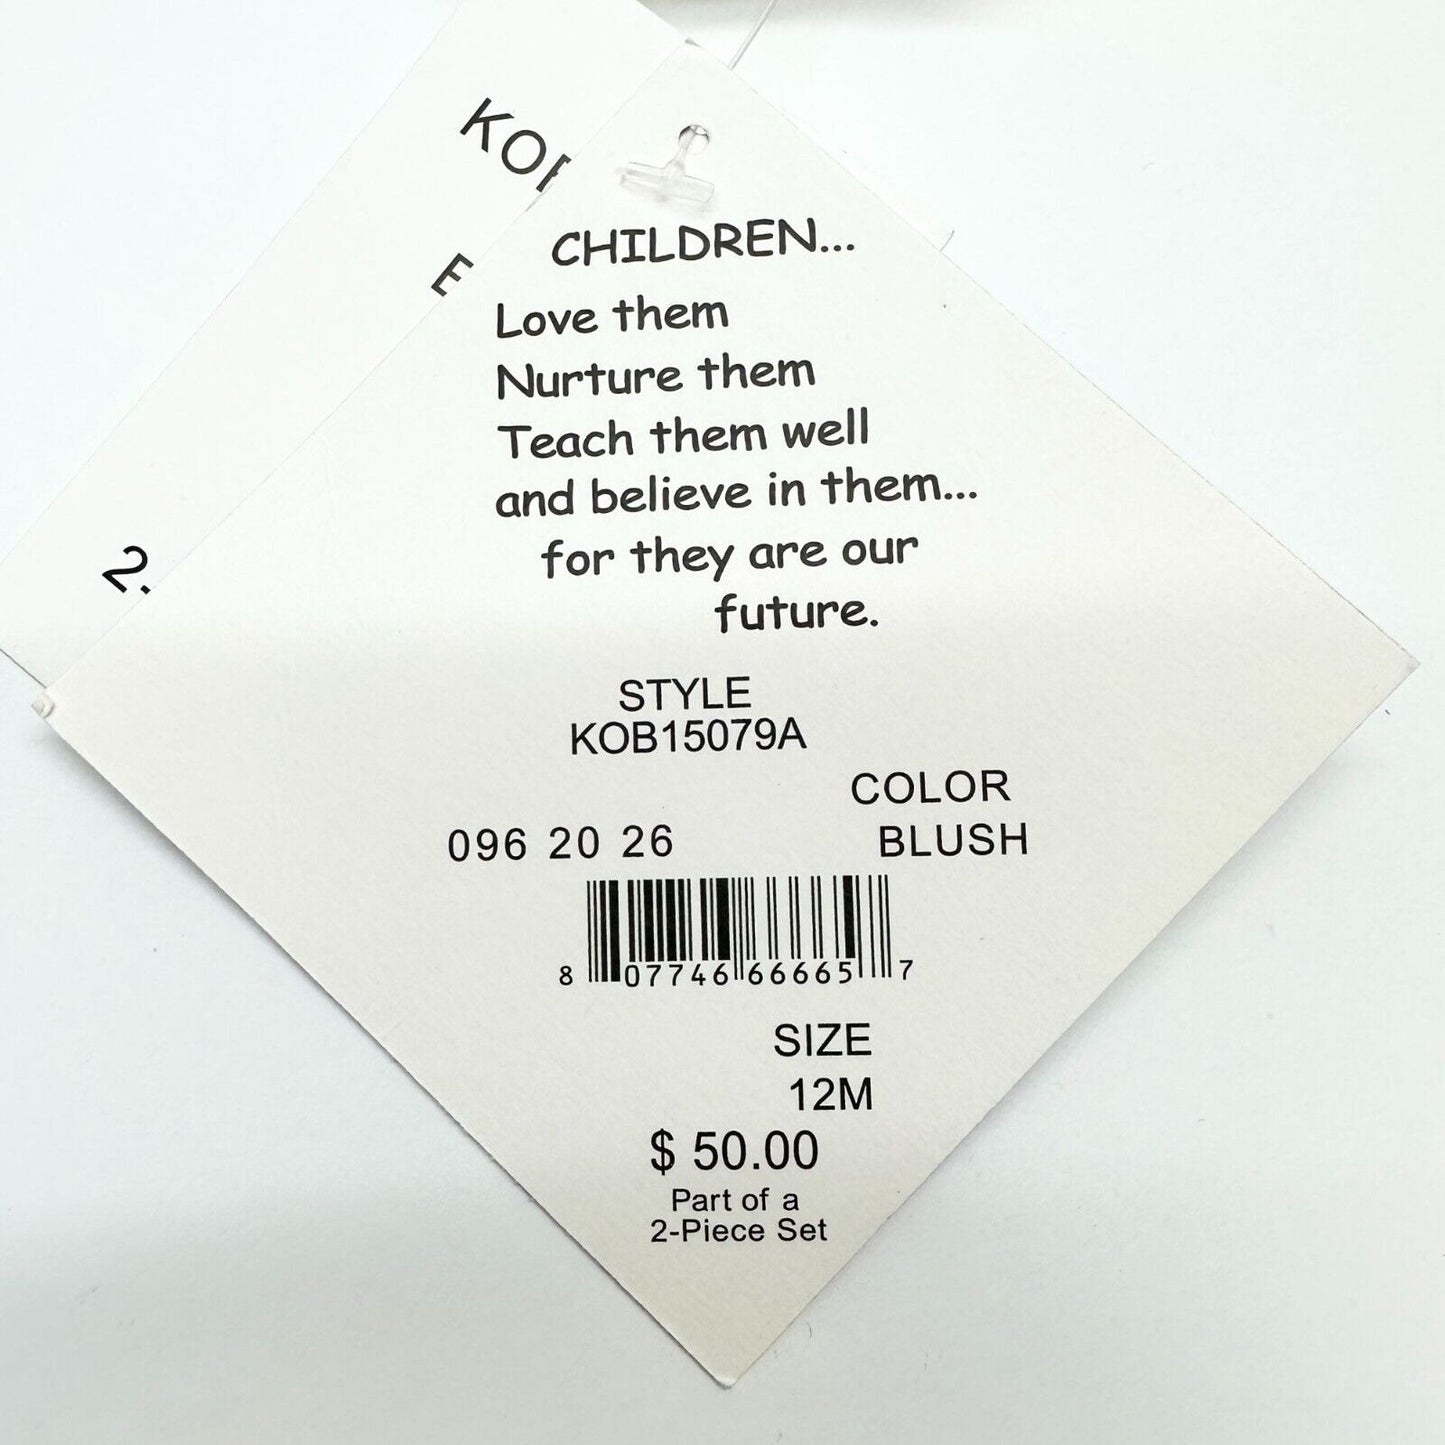 CHILDREN...
Love them
Nurture them
Teach them well
and believe in them...
for they are our
future.
STYLE
KOB15079A
COLOR
096 20 26 BLUSH
8 07746 66665 7
SIZE
12M
$ 50.00
Part of a
2-Piece Set
2.